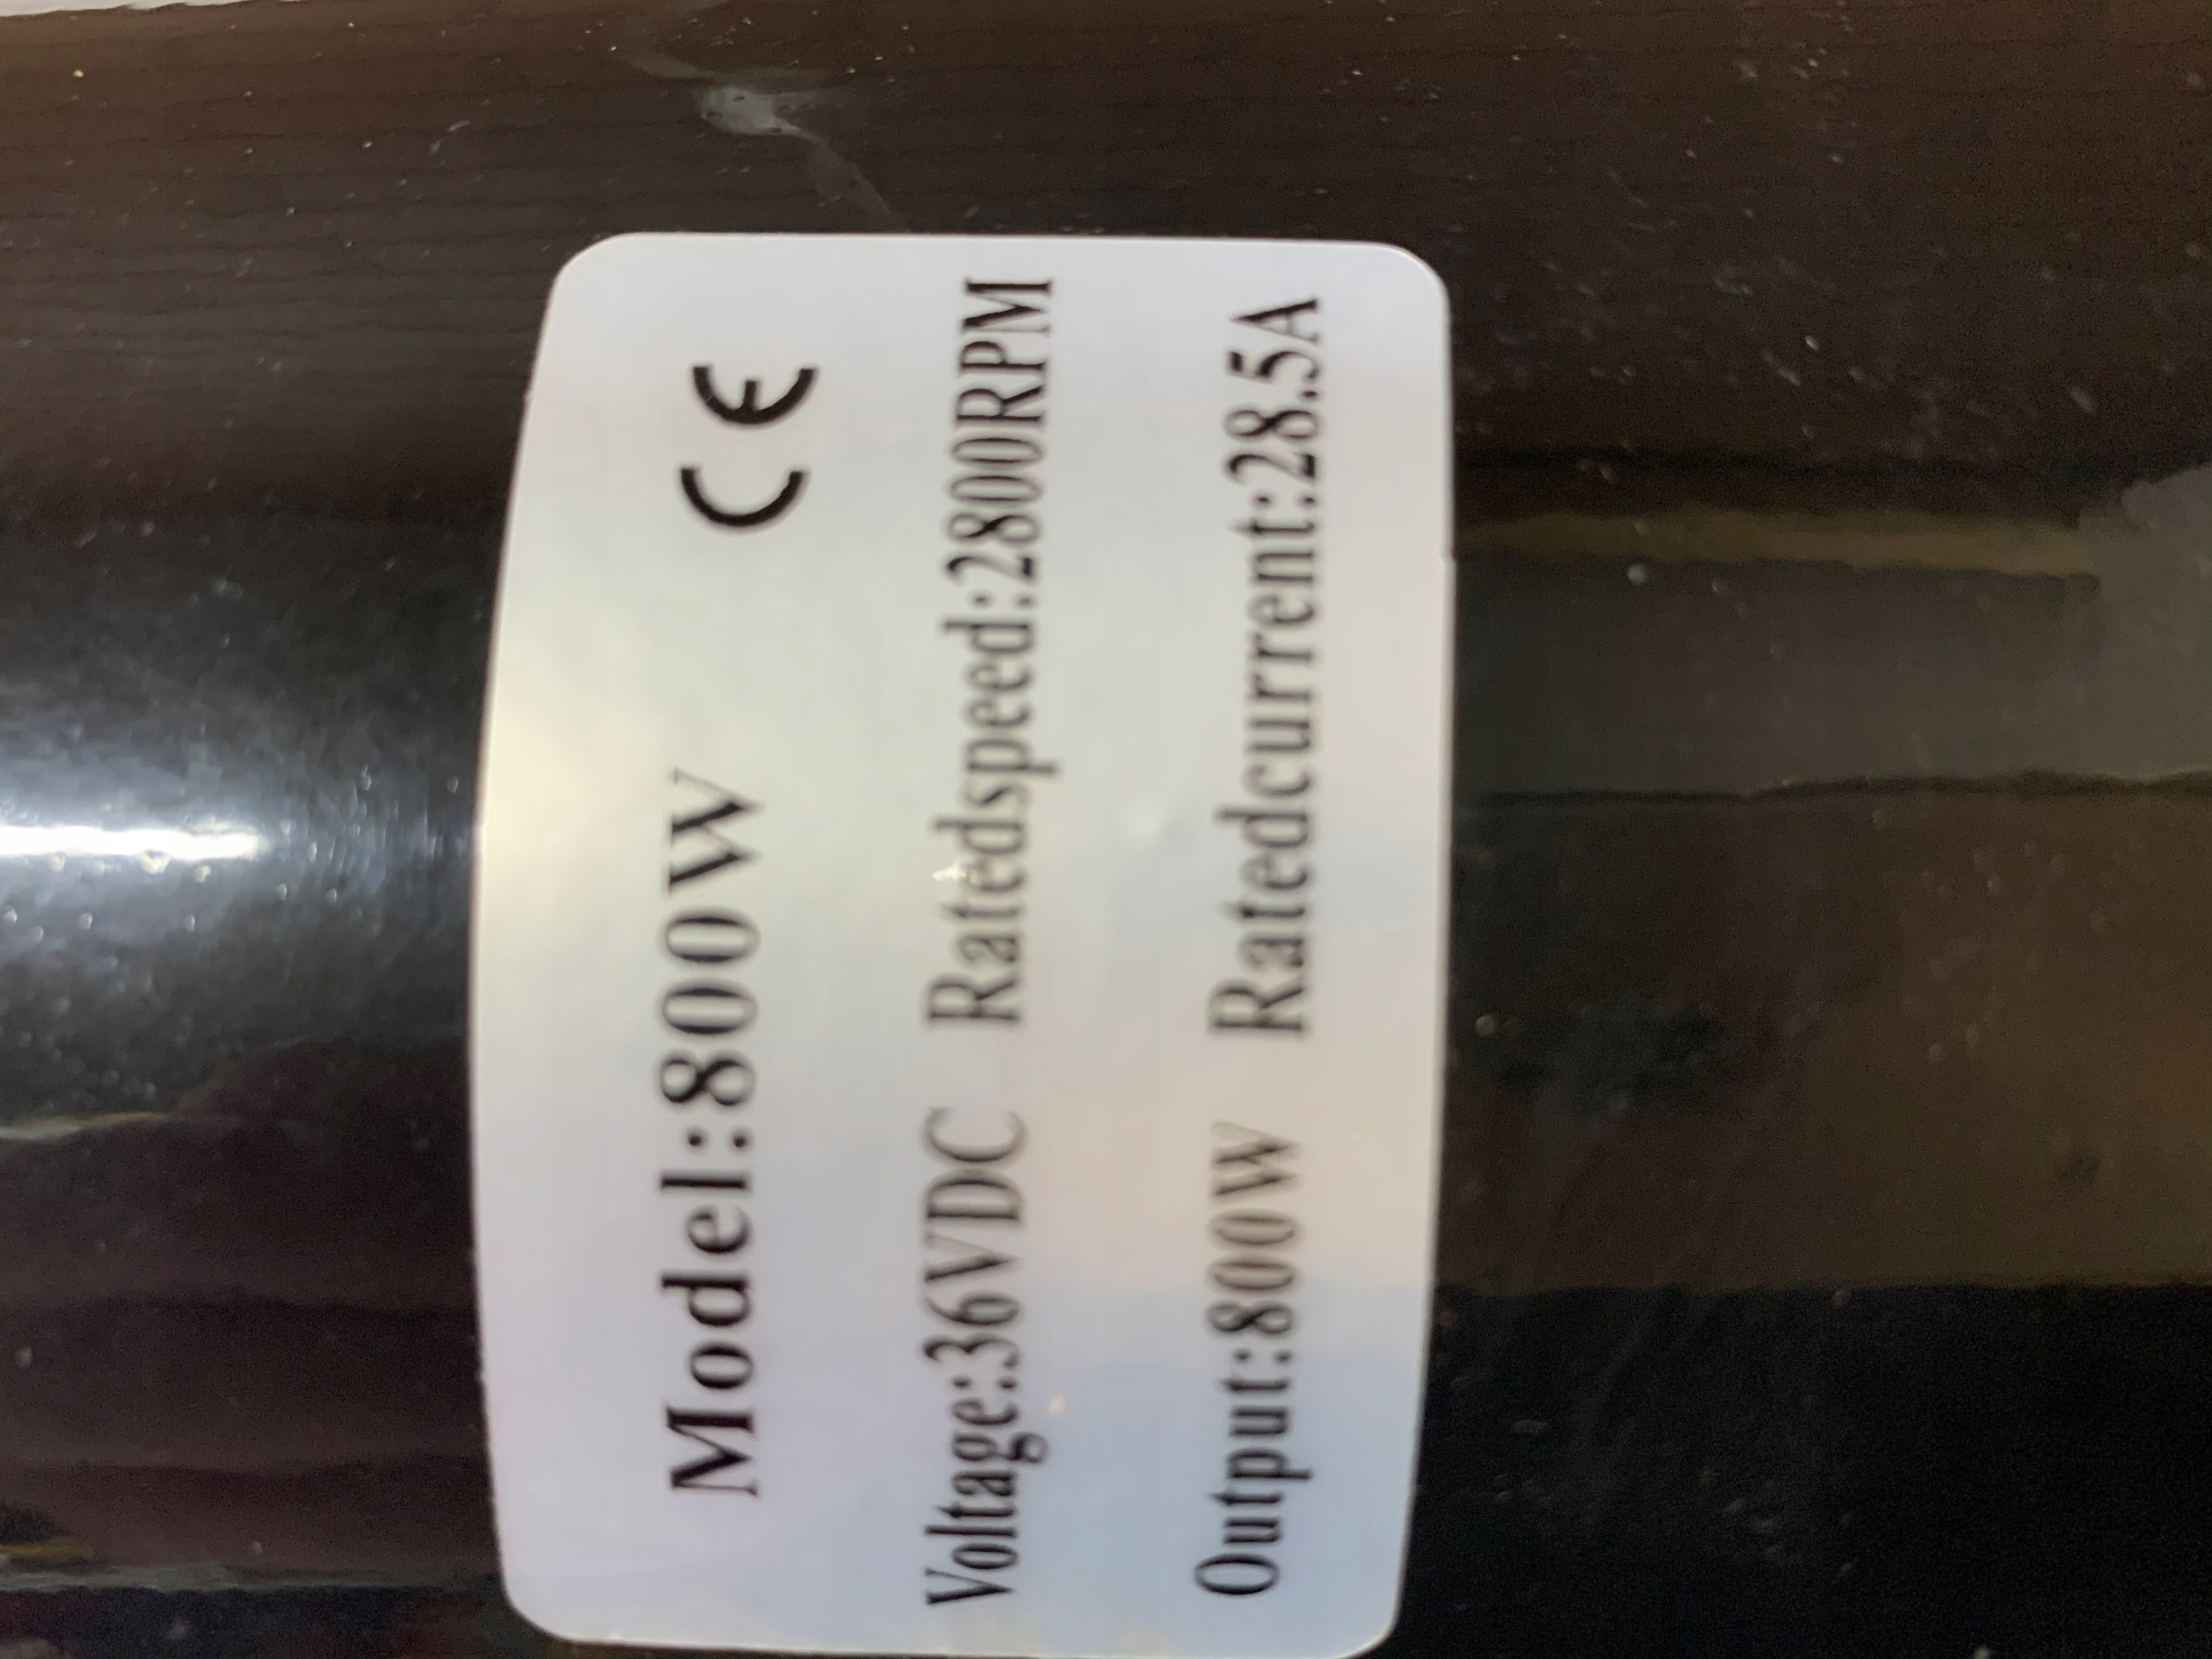 Model:800W CE
Voltage:36VDC Ratedspeed:2800RPM
Output:800W Ratedcurrent:28.5A